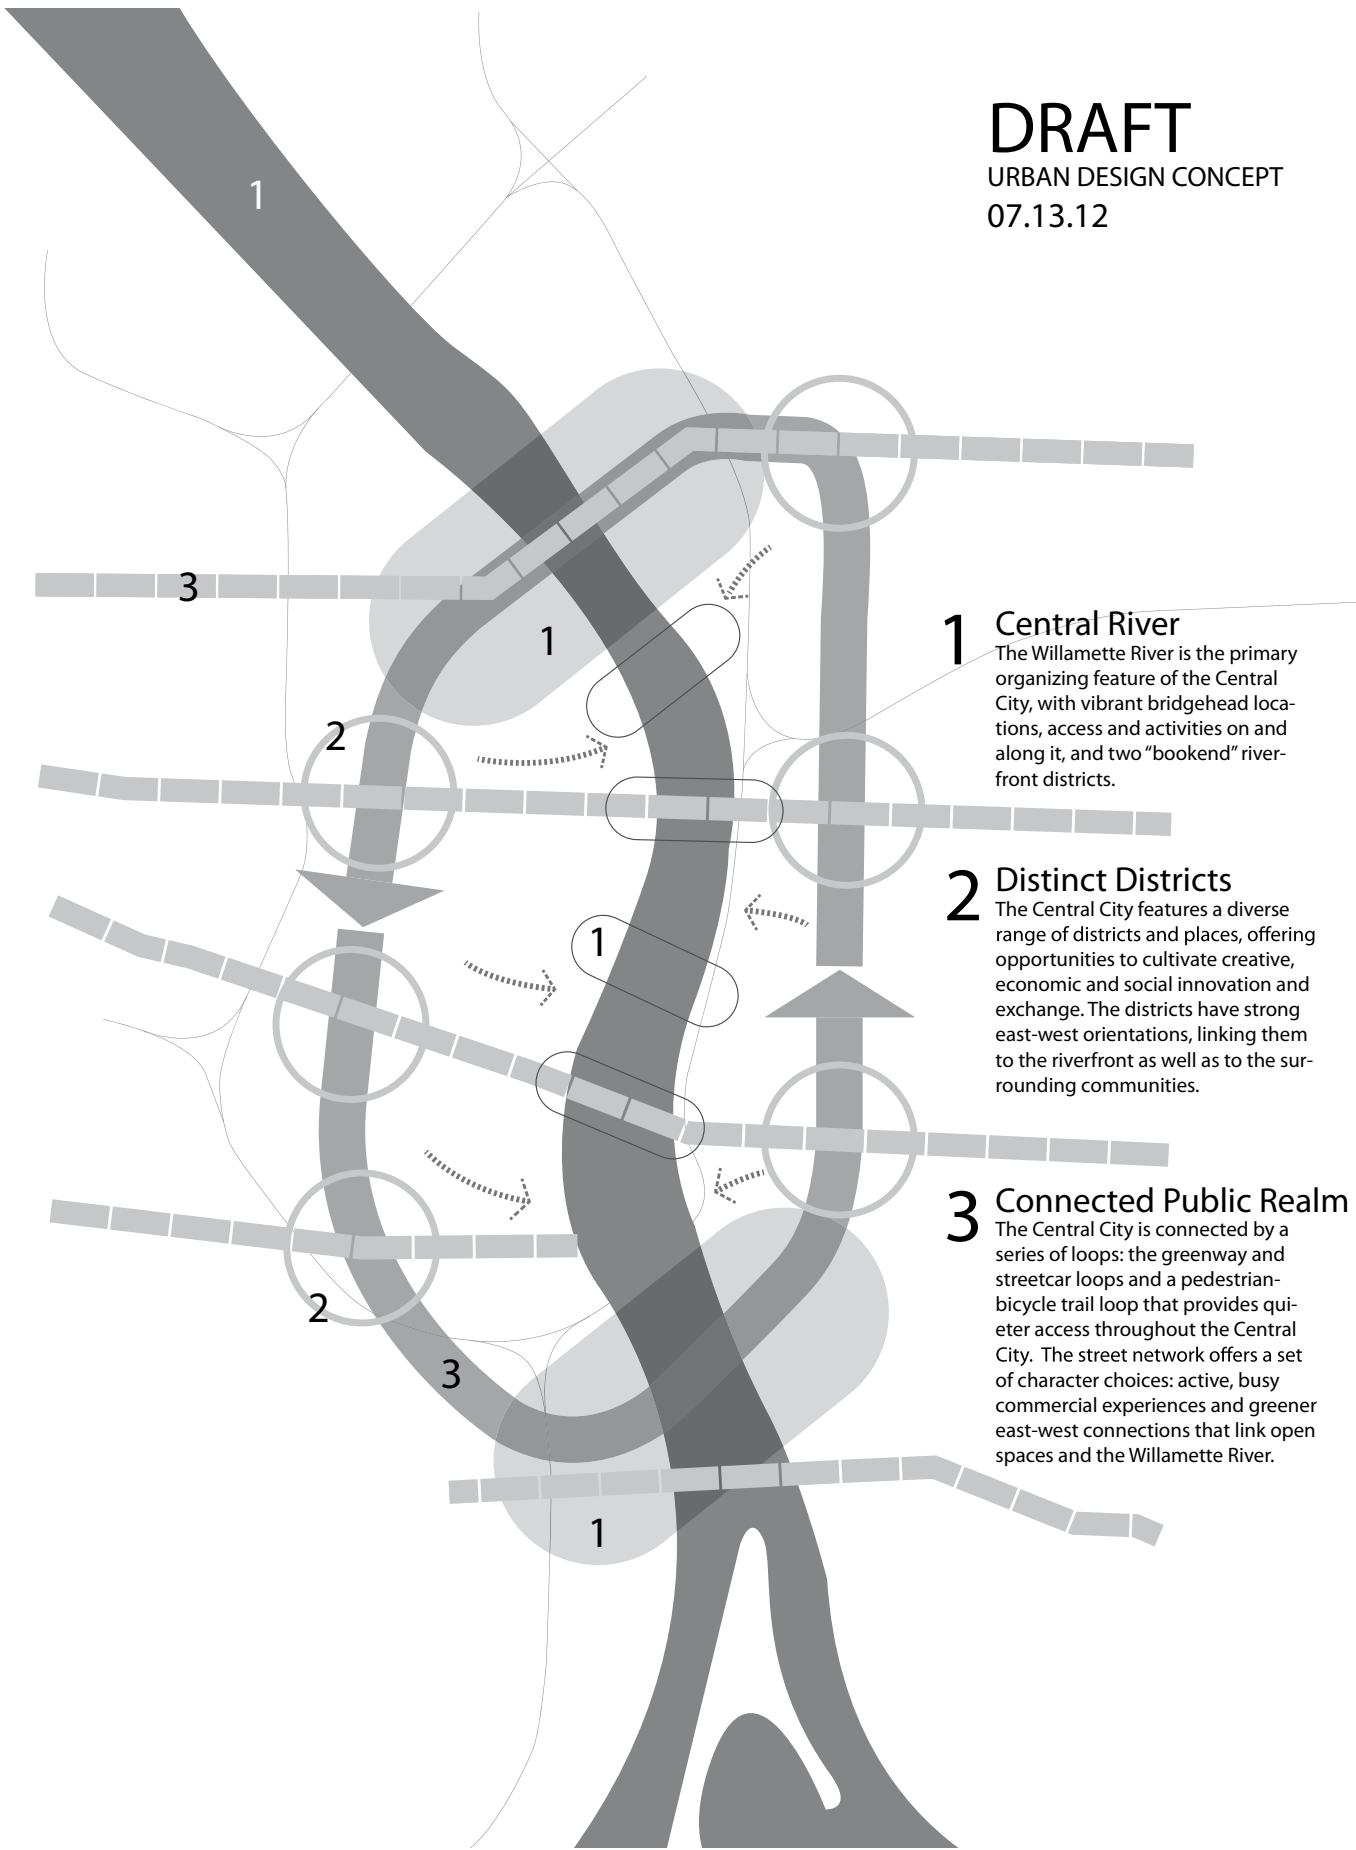 DRAFT
URBAN DESIGN CONCEPT
07.13.12
1
3
1
2
1
2
3
1
1 Central River
The Willamette River is the primary
organizing feature of the Central
City, with vibrant bridgehead loca-
tions, access and activities on and
along it, and two “bookend” river-
front districts.
2 Distinct Districts
The Central City features a diverse
range of districts and places, offering
opportunities to cultivate creative,
economic and social innovation and
exchange. The districts have strong
east-west orientations, linking them
to the riverfront as well as to the sur-
rounding communities.
3 Connected Public Realm
The Central City is connected by a
series of loops: the greenway and
streetcar loops and a pedestrian-
bicycle trail loop that provides qui-
eter access throughout the Central
City.  The street network offers a set
of character choices: active, busy
commercial experiences and greener
east-west connections that link open
spaces and the Willamette River.